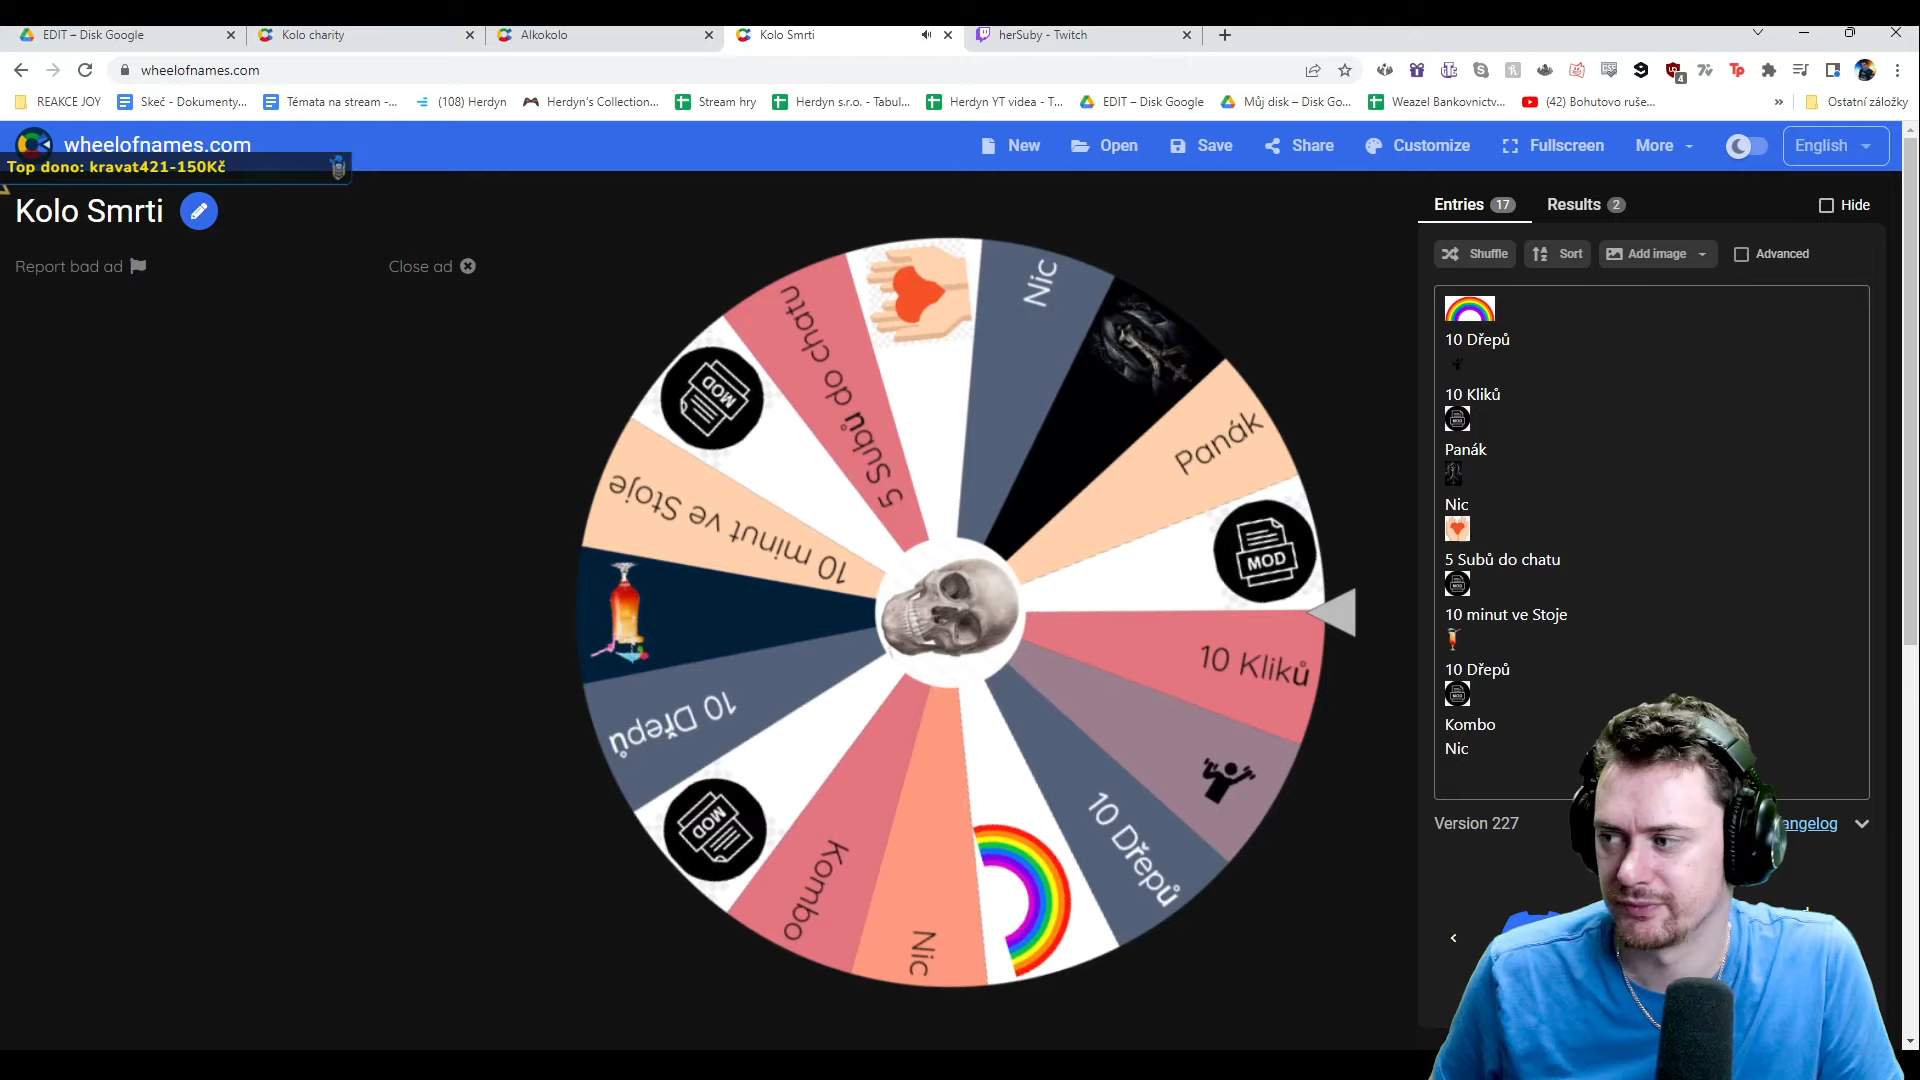 EDIT – Disk Google
Kolo charity
Alkokolo
Kolo Smrti
herSuby - Twitch
wheelofnames.com
4
REAKCE JOY
Skeč - Dokumenty...
Témata na stream -...
(108) Herdyn
Herdyn's Collection...
Stream hry
Herdyn s.r.o. - Tabul...
Herdyn YT videa - T...
EDIT – Disk Google
Můj disk – Disk Go...
Weazel Bankovnictv...
(42) Bohutovo ruše...
»
Ostatní záložky
wheelofnames.com
New
Open
Save
Share
Customize
Fullscreen
More
English
Top dono: kravat421-150Kč
Kolo Smrti
Report bad ad
Close ad
Entries 17
Results 2
Hide
Shuffle
Sort
Add image
Advanced
10 Dřepů
10 Kliků
Panák
Nic
5 Subů do chatu
10 minut ve Stoje
10 Dřepů
Kombo
Nic
Version 227
angelog
Nic
Panák
MOD
10 Kliků
10 Dřepů
Nic
Kombo
MOD
10 Dřepů
10 minut ve Stoje
MOD
5 Subů do chatu